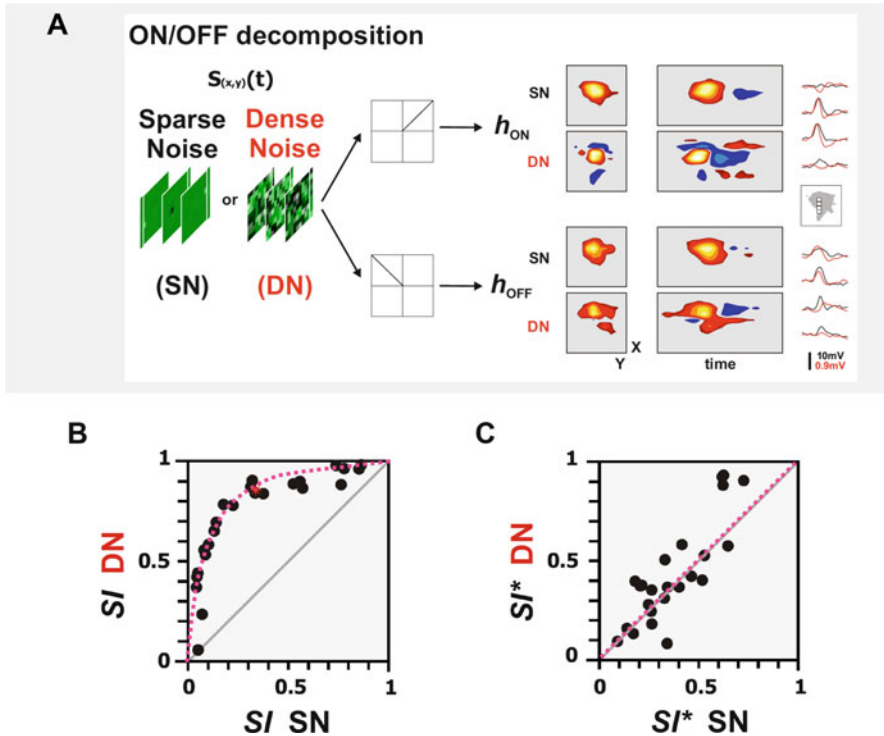 A
ON/OFF decomposition
S(x,y)(t)
Sparse Noise
or
Dense Noise
(SN)
(DN)
hON
hOFF
SN
DN
SN
DN
X
Y
time
10mV
0.9mV
B
1
0.5
0
0
0.5
1
SI DN
SI SN
C
1
0.5
0
0
0.5
1
SI* DN
SI* SN